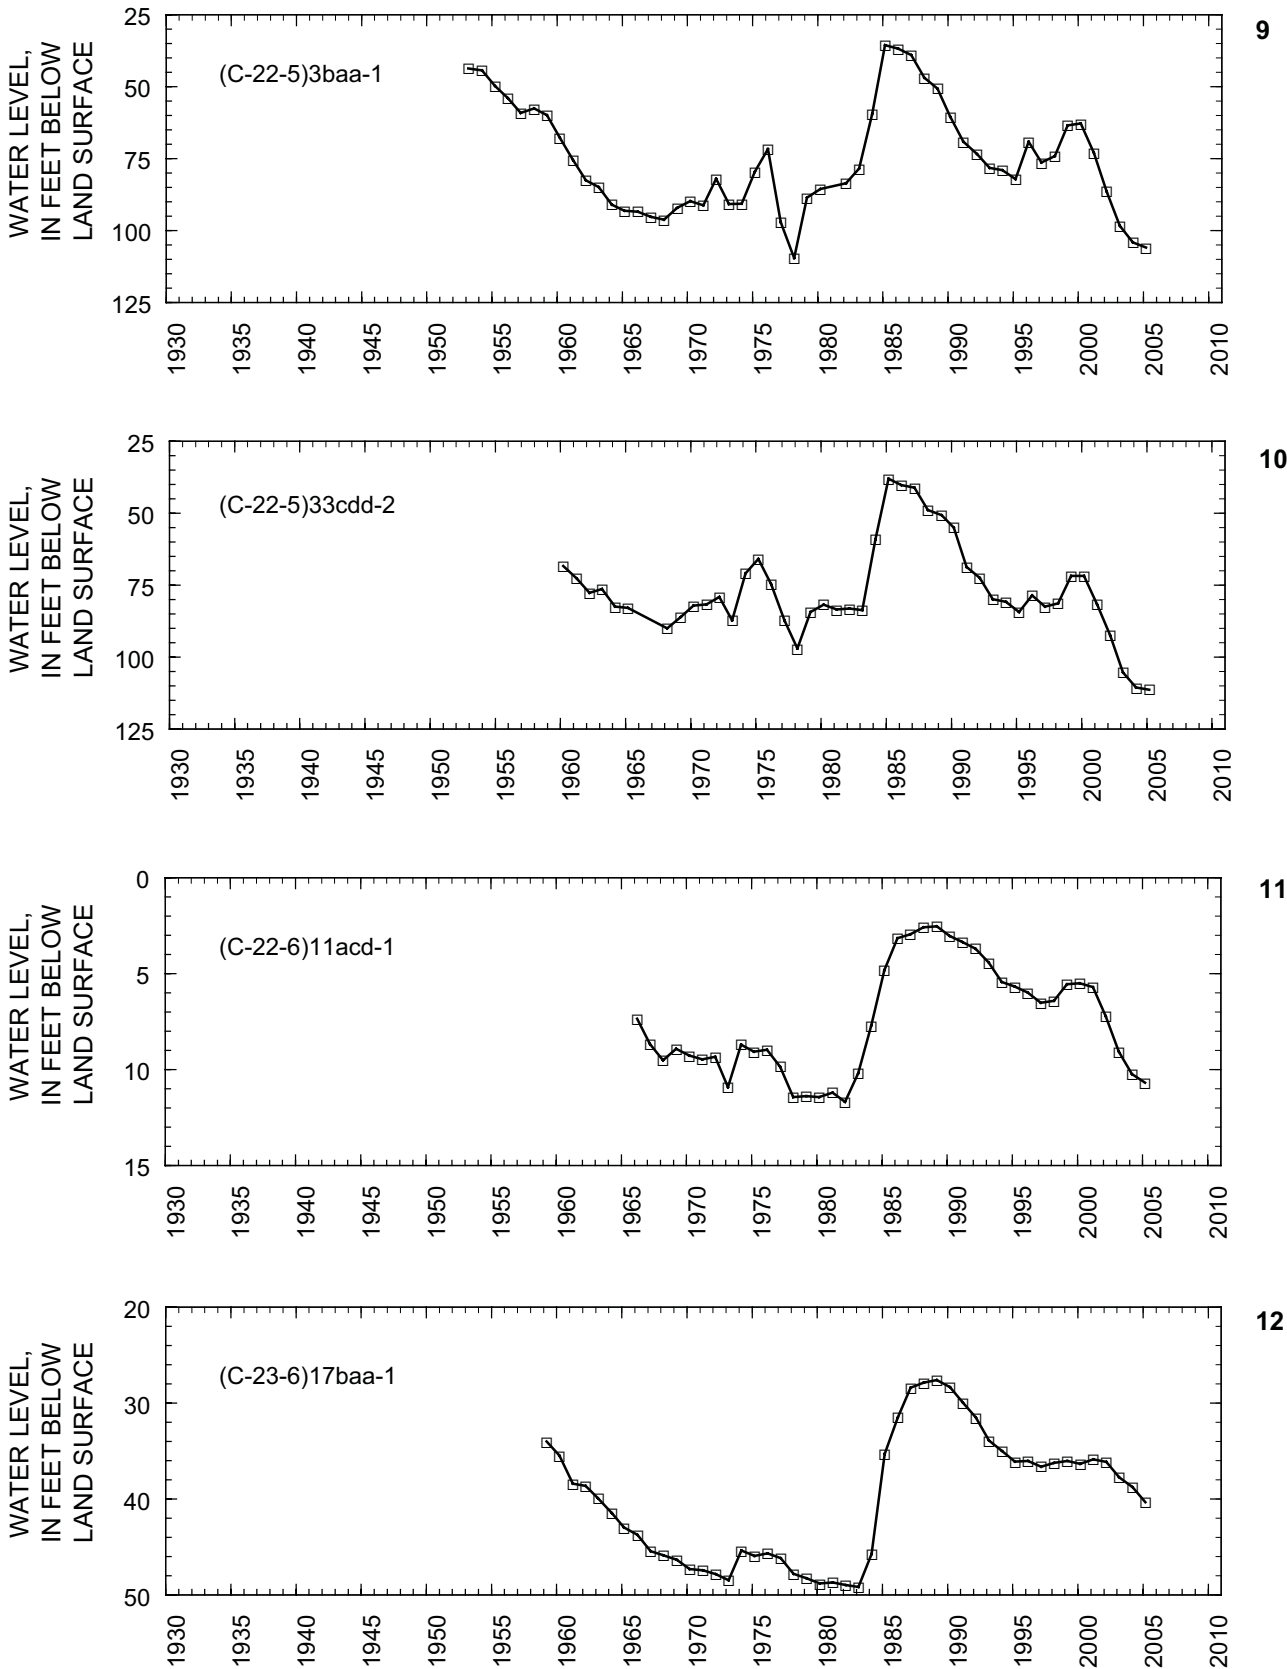 WATER LEVEL,
IN FEET BELOW
LAND SURFACE
25
50
75
100
125
(C-22-5)3baa-1
9
1930 1935 1940 1945 1950 1955 1960 1965 1970 1975 1980 1985 1990 1995 2000 2005 2010
WATER LEVEL,
IN FEET BELOW
LAND SURFACE
25
50
75
100
125
(C-22-5)33cdd-2
10
1930 1935 1940 1945 1950 1955 1960 1965 1970 1975 1980 1985 1990 1995 2000 2005 2010
WATER LEVEL,
IN FEET BELOW
LAND SURFACE
0
5
10
15
(C-22-6)11acd-1
11
1930 1935 1940 1945 1950 1955 1960 1965 1970 1975 1980 1985 1990 1995 2000 2005 2010
WATER LEVEL,
IN FEET BELOW
LAND SURFACE
20
30
40
50
(C-23-6)17baa-1
12
1930 1935 1940 1945 1950 1955 1960 1965 1970 1975 1980 1985 1990 1995 2000 2005 2010